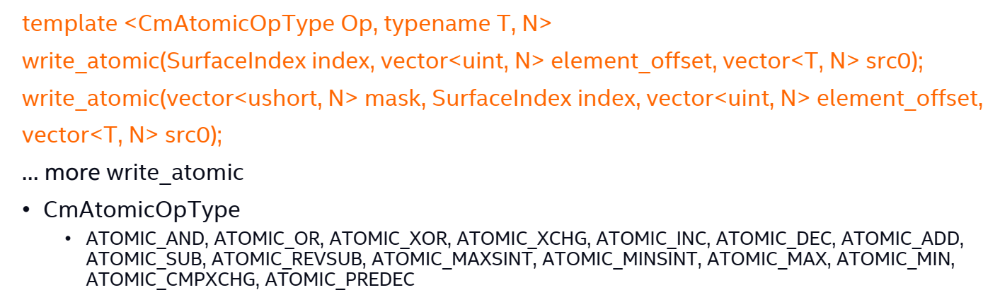 template <CmAtomicOpType Op, typename T, N>
write_atomic(SurfaceIndex index, vector<uint, N> element_offset, vector<T, N> src0);
write_atomic(vector<ushort, N> mask, SurfaceIndex index, vector<uint, N> element_offset,
vector<T, N> src0);
... more write_atomic
• CmAtomicOpType
• ATOMIC_AND, ATOMIC_OR, ATOMIC_XOR, ATOMIC_XCHG, ATOMIC_INC, ATOMIC_DEC, ATOMIC_ADD,
ATOMIC_SUB, ATOMIC_REVSUB, ATOMIC_MAXSINT, ATOMIC_MINSINT, ATOMIC_MAX, ATOMIC_MIN,
ATOMIC_CMPXCHG, ATOMIC_PREDEC